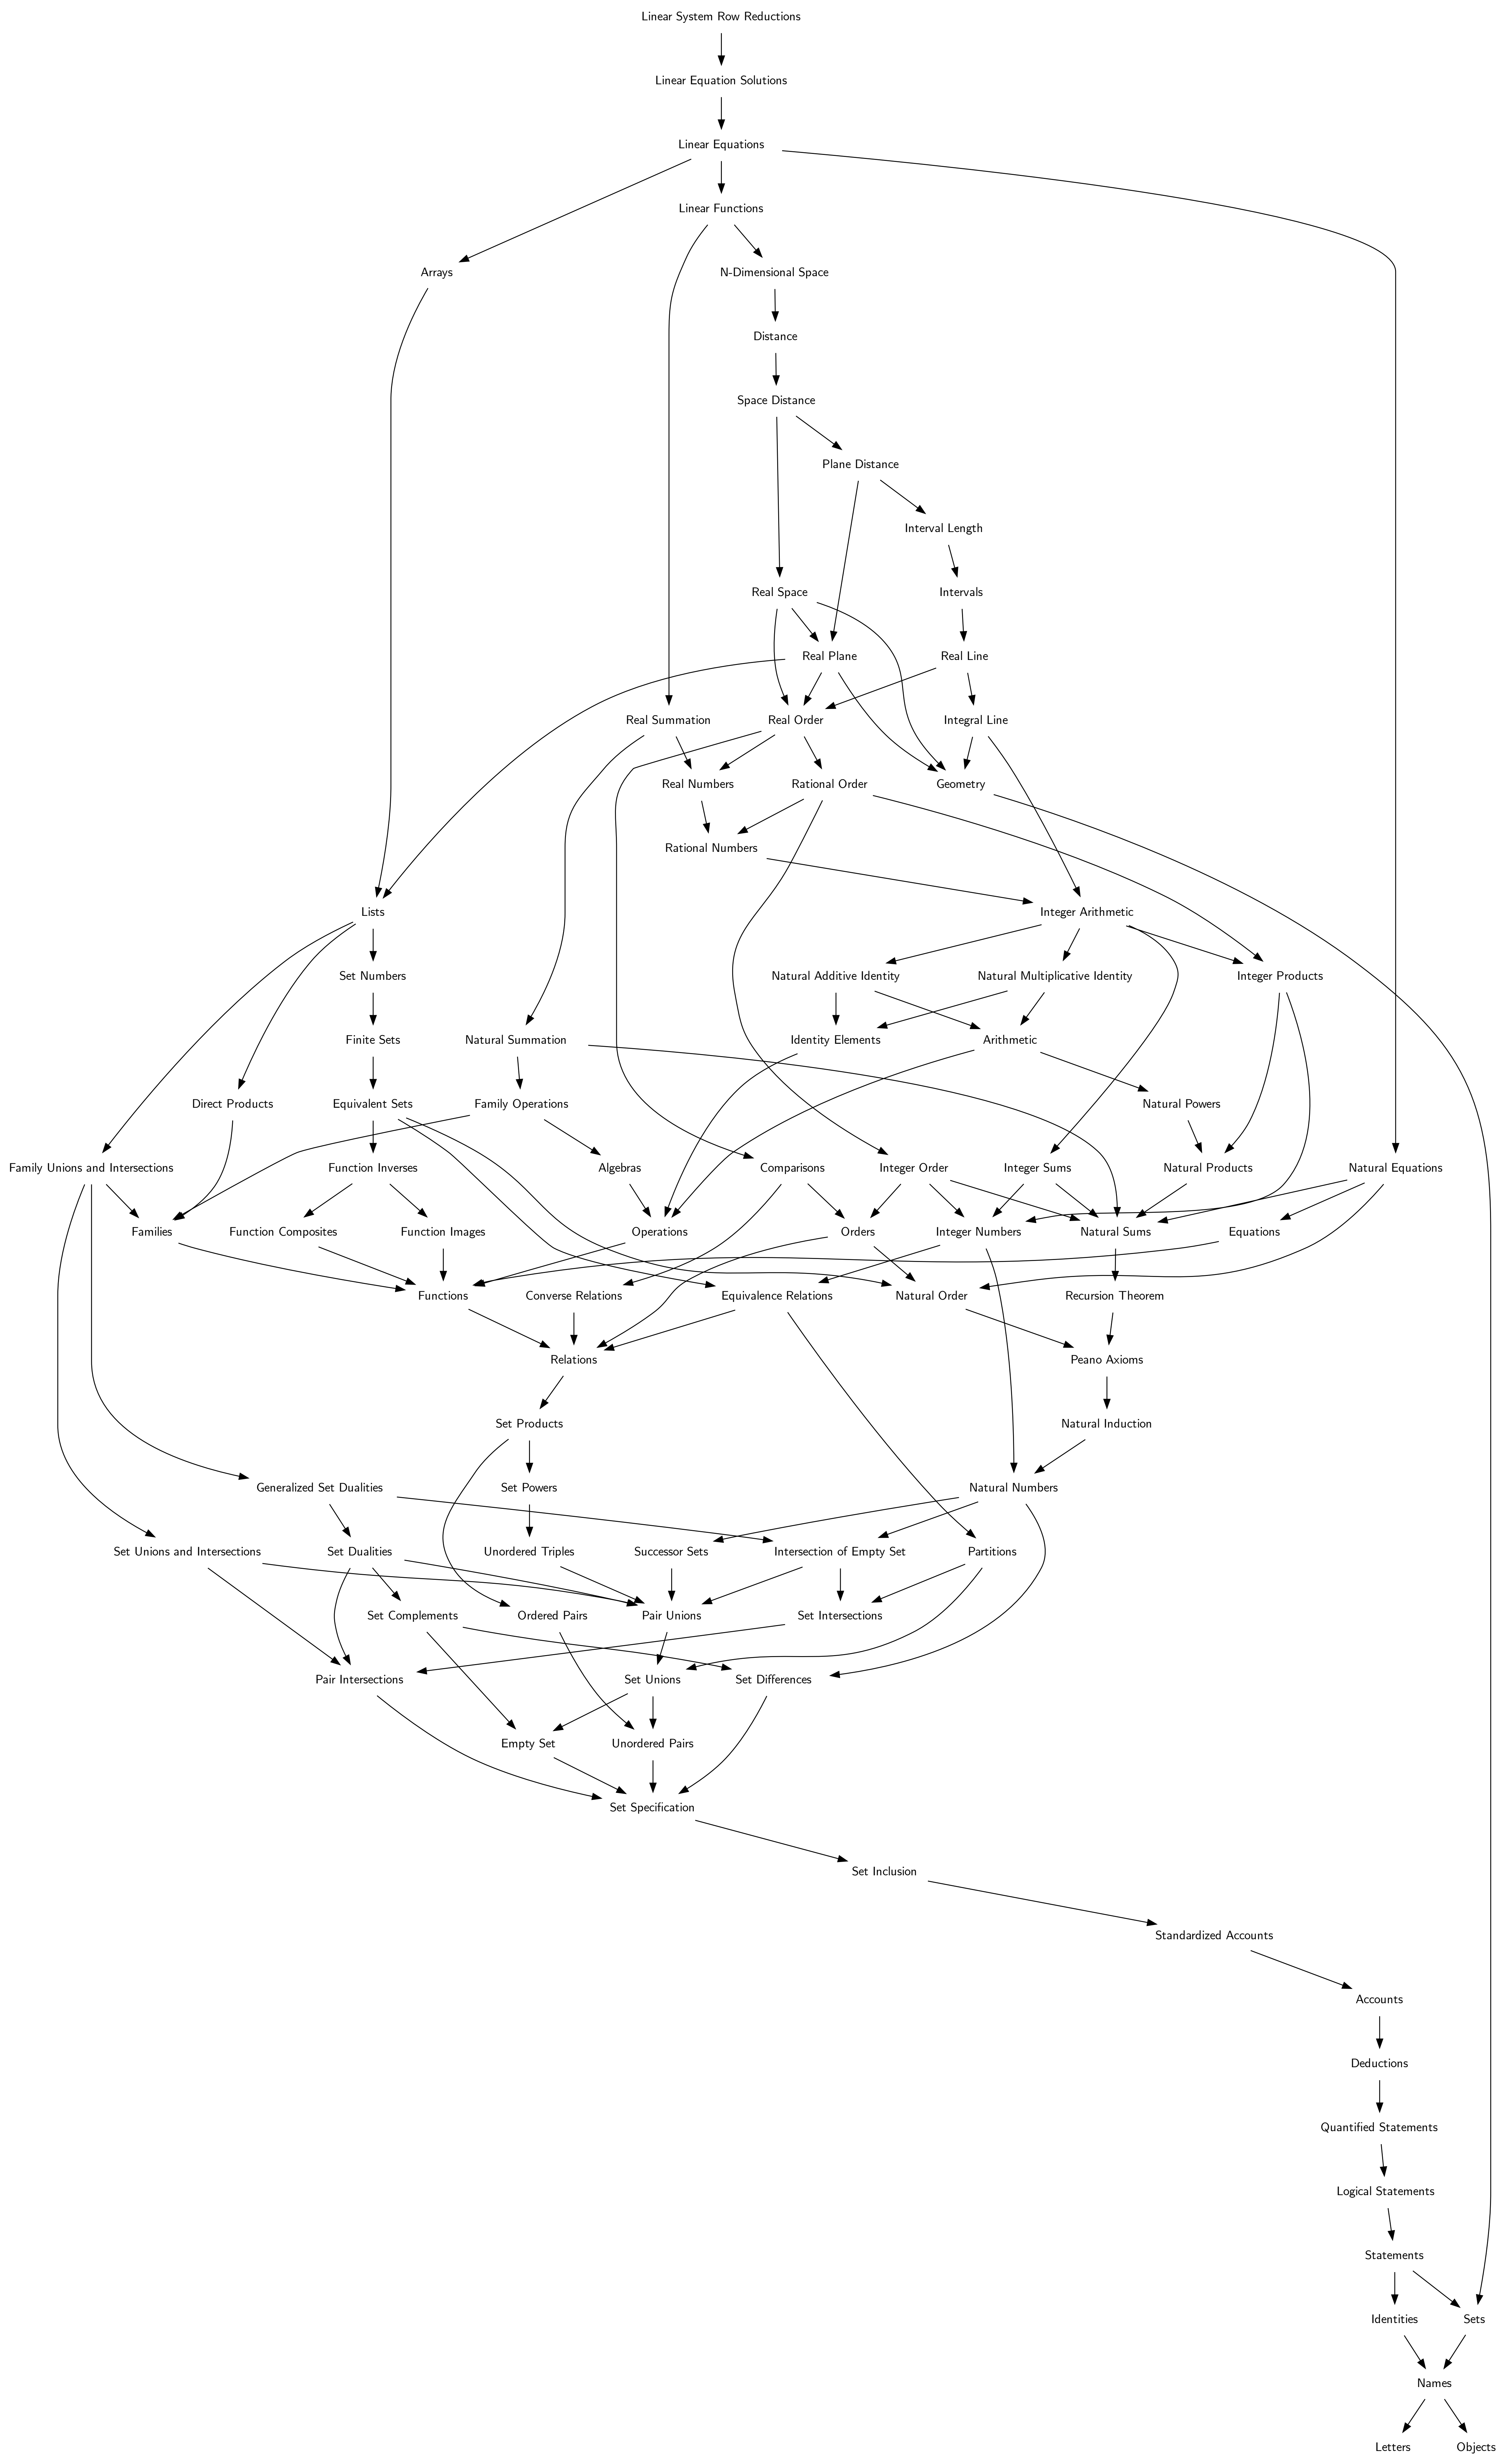 Linear System Row Reductions
Linear Equation Solutions
Linear Equations
Linear Functions
Arrays
N-Dimensional Space
Distance
Space Distance
Plane Distance
Interval Length
Real Space
Intervals
Real Plane
Real Line
Real Summation
Real Order
Integral Line
Real Numbers
Rational Order
Geometry
Rational Numbers
Lists
Integer Arithmetic
Set Numbers
Natural Additive Identity
Natural Multiplicative Identity
Integer Products
Finite Sets
Natural Summation
Identity Elements
Arithmetic
Direct Products
Equivalent Sets
Family Operations
Natural Powers
Family Unions and Intersections
Function Inverses
Algebras
Comparisons
Integer Order
Integer Sums
Natural Products
Natural Equations
Families
Function Composites
Function Images
Operations
Orders
Integer Numbers
Natural Sums
Equations
Functions
Converse Relations
Equivalence Relations
Natural Order
Recursion Theorem
Relations
Peano Axioms
Set Products
Natural Induction
Generalized Set Dualities
Set Powers
Natural Numbers
Set Unions and Intersections
Set Dualities
Unordered Triples
Successor Sets
Intersection of Empty Set
Partitions
Set Complements
Ordered Pairs
Pair Unions
Set Intersections
Pair Intersections
Set Unions
Set Differences
Empty Set
Unordered Pairs
Set Specification
Set Inclusion
Standardized Accounts
Accounts
Deductions
Quantified Statements
Logical Statements
Statements
Identities
Sets
Names
Letters
Objects